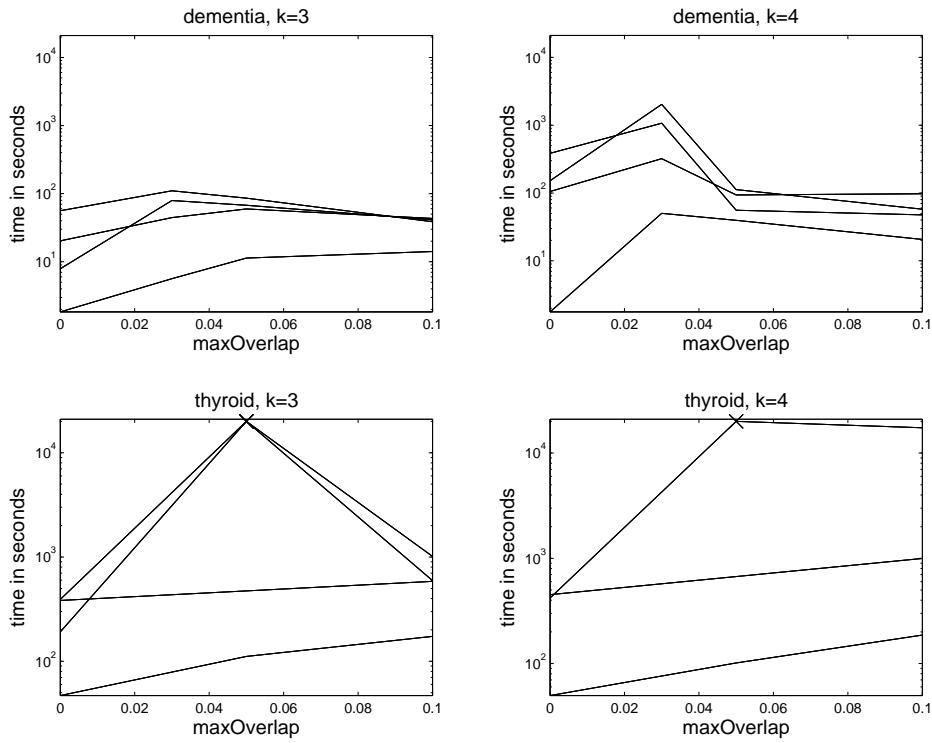 dementia, k=3
10^4
10^3
10^2
10^1
time in seconds
0 0.02 0.04 0.06 0.08 0.1
maxOverlap
dementia, k=4
10^4
10^3
10^2
10^1
time in seconds
0 0.02 0.04 0.06 0.08 0.1
maxOverlap
thyroid, k=3
10^4
10^3
10^2
time in seconds
0 0.02 0.04 0.06 0.08 0.1
maxOverlap
thyroid, k=4
10^4
10^3
10^2
time in seconds
0 0.02 0.04 0.06 0.08 0.1
maxOverlap